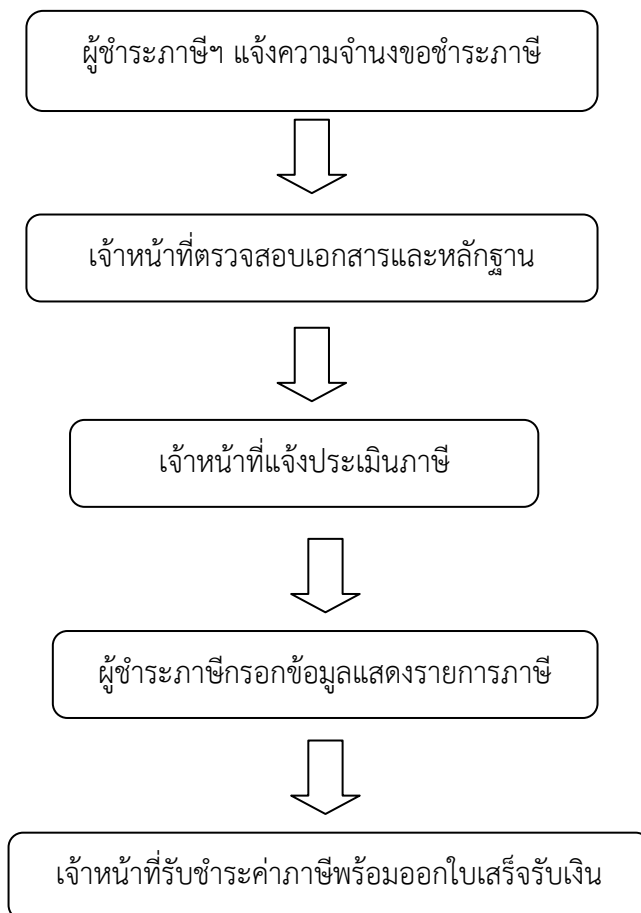 ผู้ชำระภาษีฯ แจ้งความจำนงขอชำระภาษี
เจ้าหน้าที่ตรวจสอบเอกสารและหลักฐาน
เจ้าหน้าที่แจ้งประเมินภาษี
ผู้ชำระภาษีกรอกข้อมูลแสดงรายการภาษี
เจ้าหน้าที่รับชำระค่าภาษีพร้อมออกใบเสร็จรับเงิน